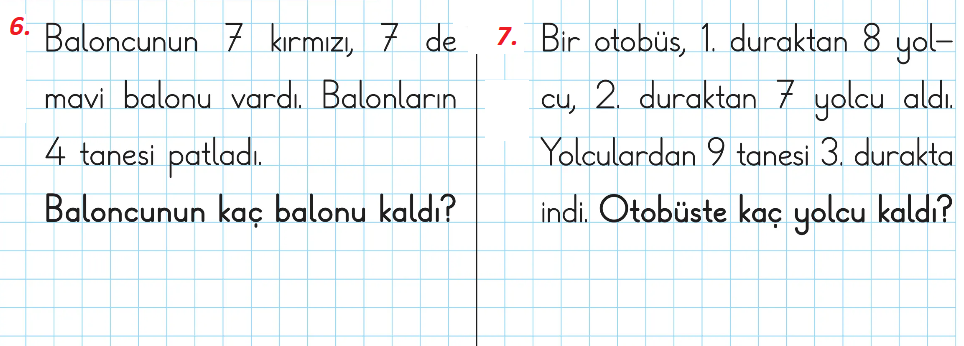 6. Baloncunun 7 kırmızı, 7 de
mavi balonu vardı. Balonların
4 tanesi patladı.
Baloncunun kaç balonu kaldı?
7. Bir otobüs, 1. duraktan 8 yol-
cu, 2. duraktan 7 yolcu aldı.
Yolculardan 9 tanesi 3. durakta
indi. Otobüste kaç yolcu kaldı?